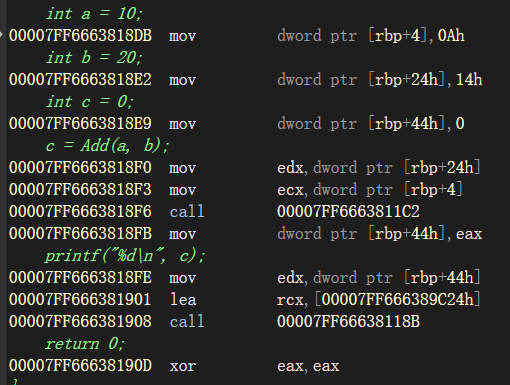 int a = 10;
00007FF6663818DB mov dword ptr [rbp+4],0Ah
int b = 20;
00007FF6663818E2 mov dword ptr [rbp+24h],14h
int c = 0;
00007FF6663818E9 mov dword ptr [rbp+44h],0
c = Add(a, b);
00007FF6663818F0 mov edx,dword ptr [rbp+24h]
00007FF6663818F3 mov ecx,dword ptr [rbp+4]
00007FF6663818F6 call 00007FF6663811C2
00007FF6663818FB mov dword ptr [rbp+44h],eax
printf("%d\n", c);
00007FF6663818FE mov edx,dword ptr [rbp+44h]
00007FF666381901 lea rcx,[00007FF666389C24h]
00007FF666381908 call 00007FF66638118B
return 0;
00007FF66638190D xor eax,eax